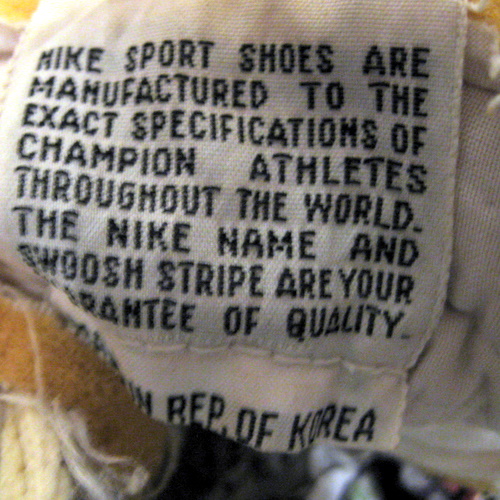 NIKE SPORT SHOES ARE
MANUFACTURED TO THE
EXACT SPECIFICATIONS OF
CHAMPION ATHLETES
THROUGHOUT THE WORLD.
THE NIKE NAME AND
SWOOSH STRIPE ARE YOUR
OF QUALITY.
REP. OF KOREA